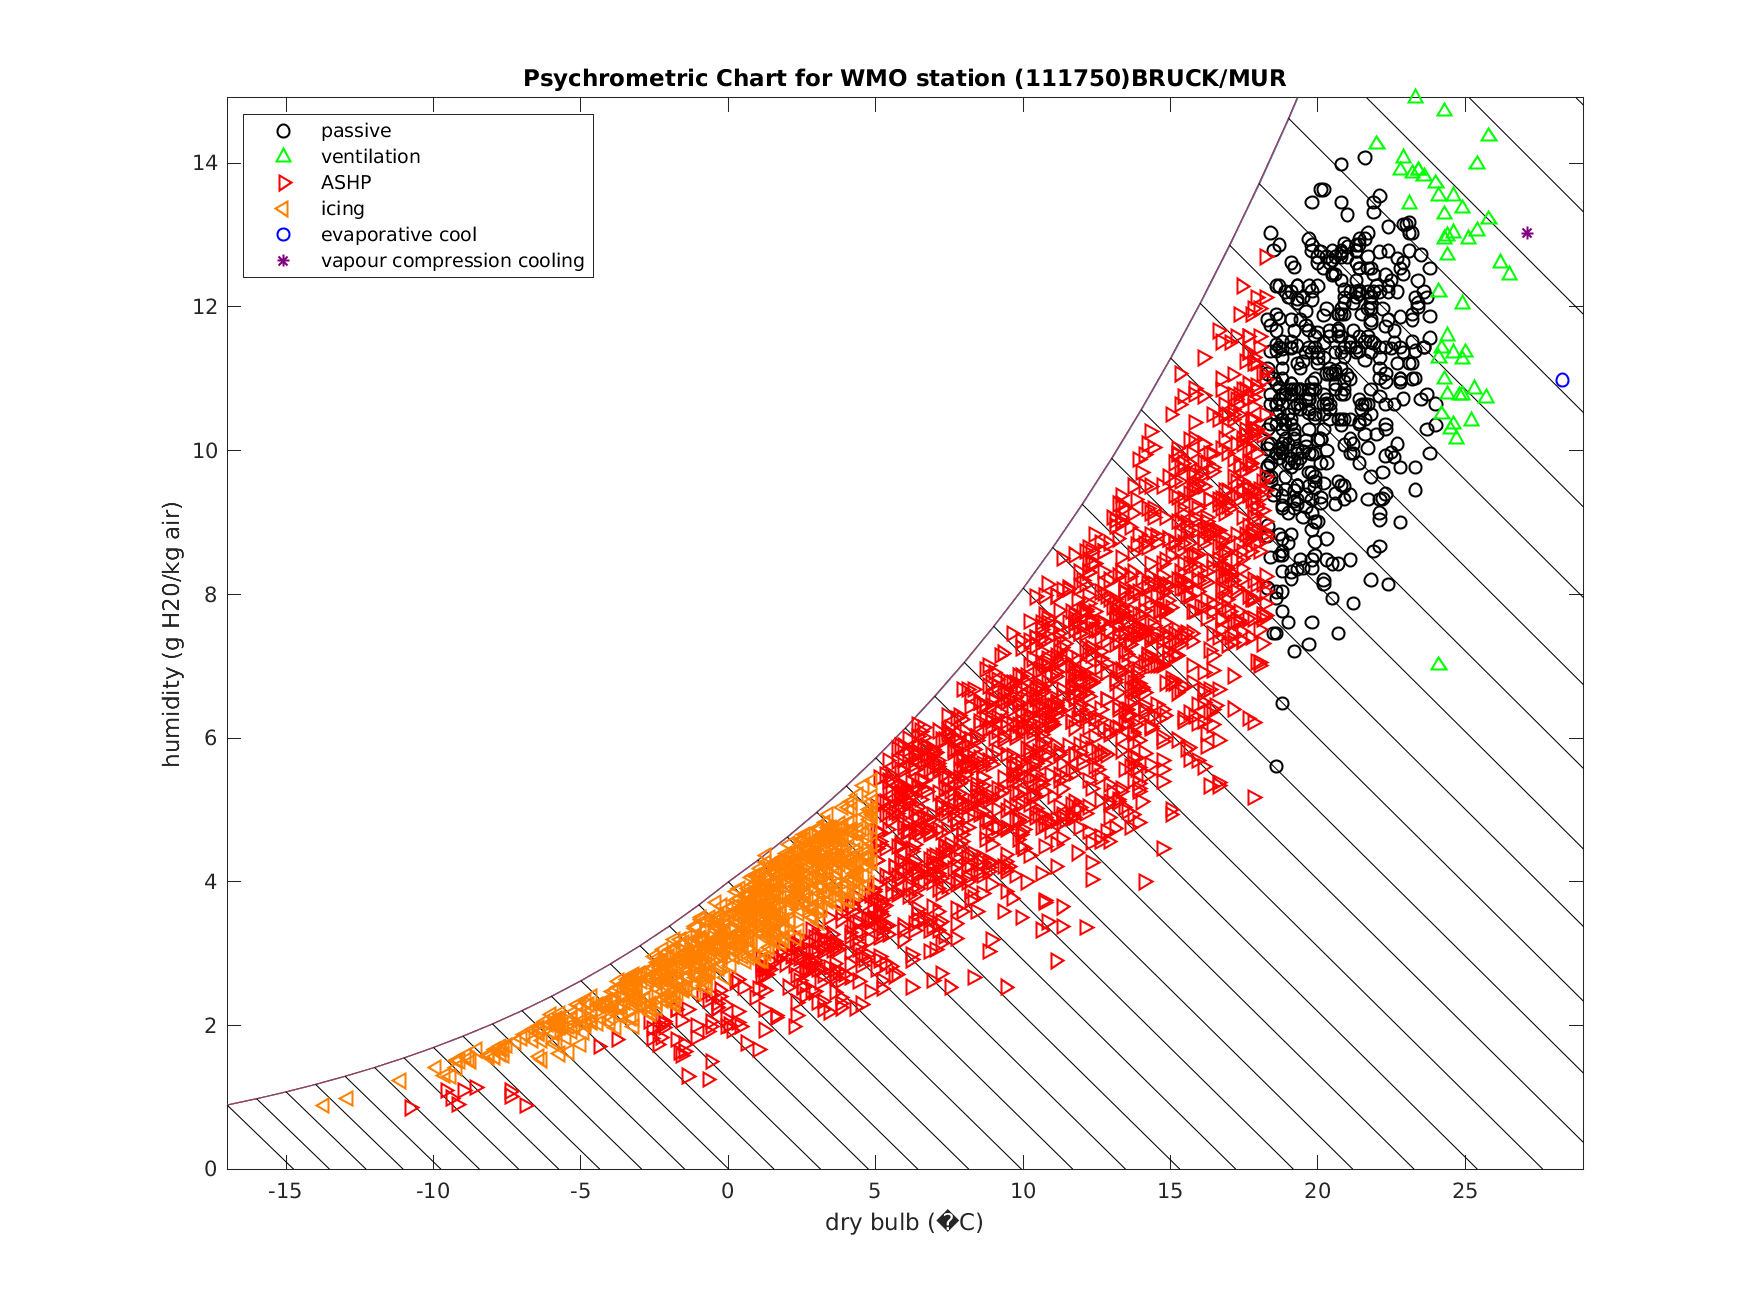 Psychrometric Chart for WMO station (111750)BRUCK/MUR
passive
ventilation
ASHP
icing
evaporative cool
vapour compression cooling
humidity (g H20/kg air)
14
12
10
8
6
4
2
0
-15
-10
-5
0
5
10
15
20
25
dry bulb (�C)